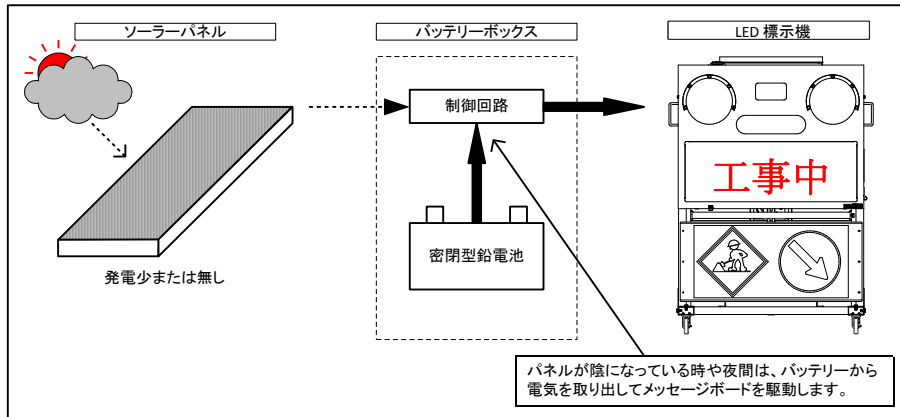 ソーラーパネル
バッテリーボックス
LED 標示機
制御回路
工事中
密閉型鉛電池
発電少または無し
パネルが陰になっている時や夜間は、バッテリーから
電気を取り出してメッセージボードを駆動します。